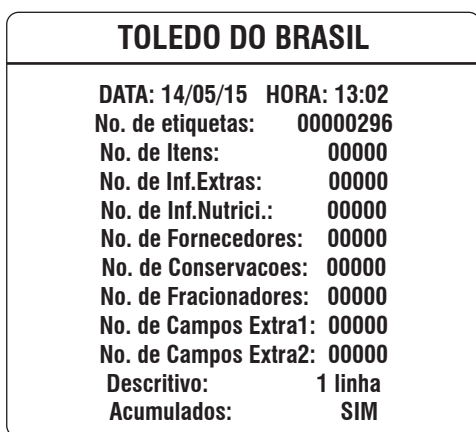 TOLEDO DO BRASIL
DATA: 14/05/15 HORA: 13:02
No. de etiquetas: 00000296
No. de Itens: 00000
No. de Inf.Extras: 00000
No. de Inf.Nutrici.: 00000
No. de Fornecedores: 00000
No. de Conservacoes: 00000
No. de Fracionadores: 00000
No. de Campos Extra1: 00000
No. de Campos Extra2: 00000
Descritivo: 1 linha
Acumulados: SIM